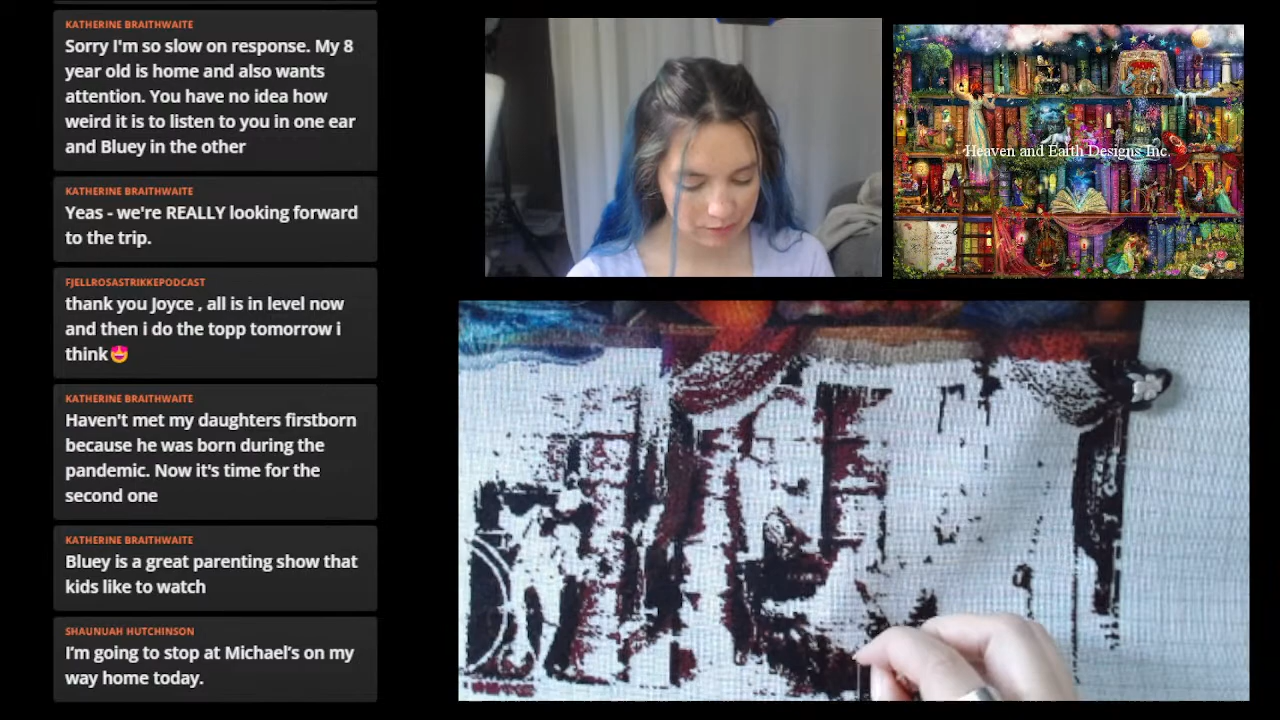 KATHERINE BRAITHWAITE
Sorry I'm so slow on response. My 8
year old is home and also wants
attention. You have no idea how
weird it is to listen to you in one ear
and Bluey in the other
KATHERINE BRAITHWAITE
Yeas - we're REALLY looking forward
to the trip.
FJELLROSASTRIKKEPODCAST
thank you Joyce , all is in level now
and then i do the topp tomorrow i
think🤩
KATHERINE BRAITHWAITE
Haven't met my daughters firstborn
because he was born during the
pandemic. Now it's time for the
second one
KATHERINE BRAITHWAITE
Bluey is a great parenting show that
kids like to watch
SHAUNUAH HUTCHINSON
I'm going to stop at Michael's on my
way home today.
Heaven and Earth Designs Inc